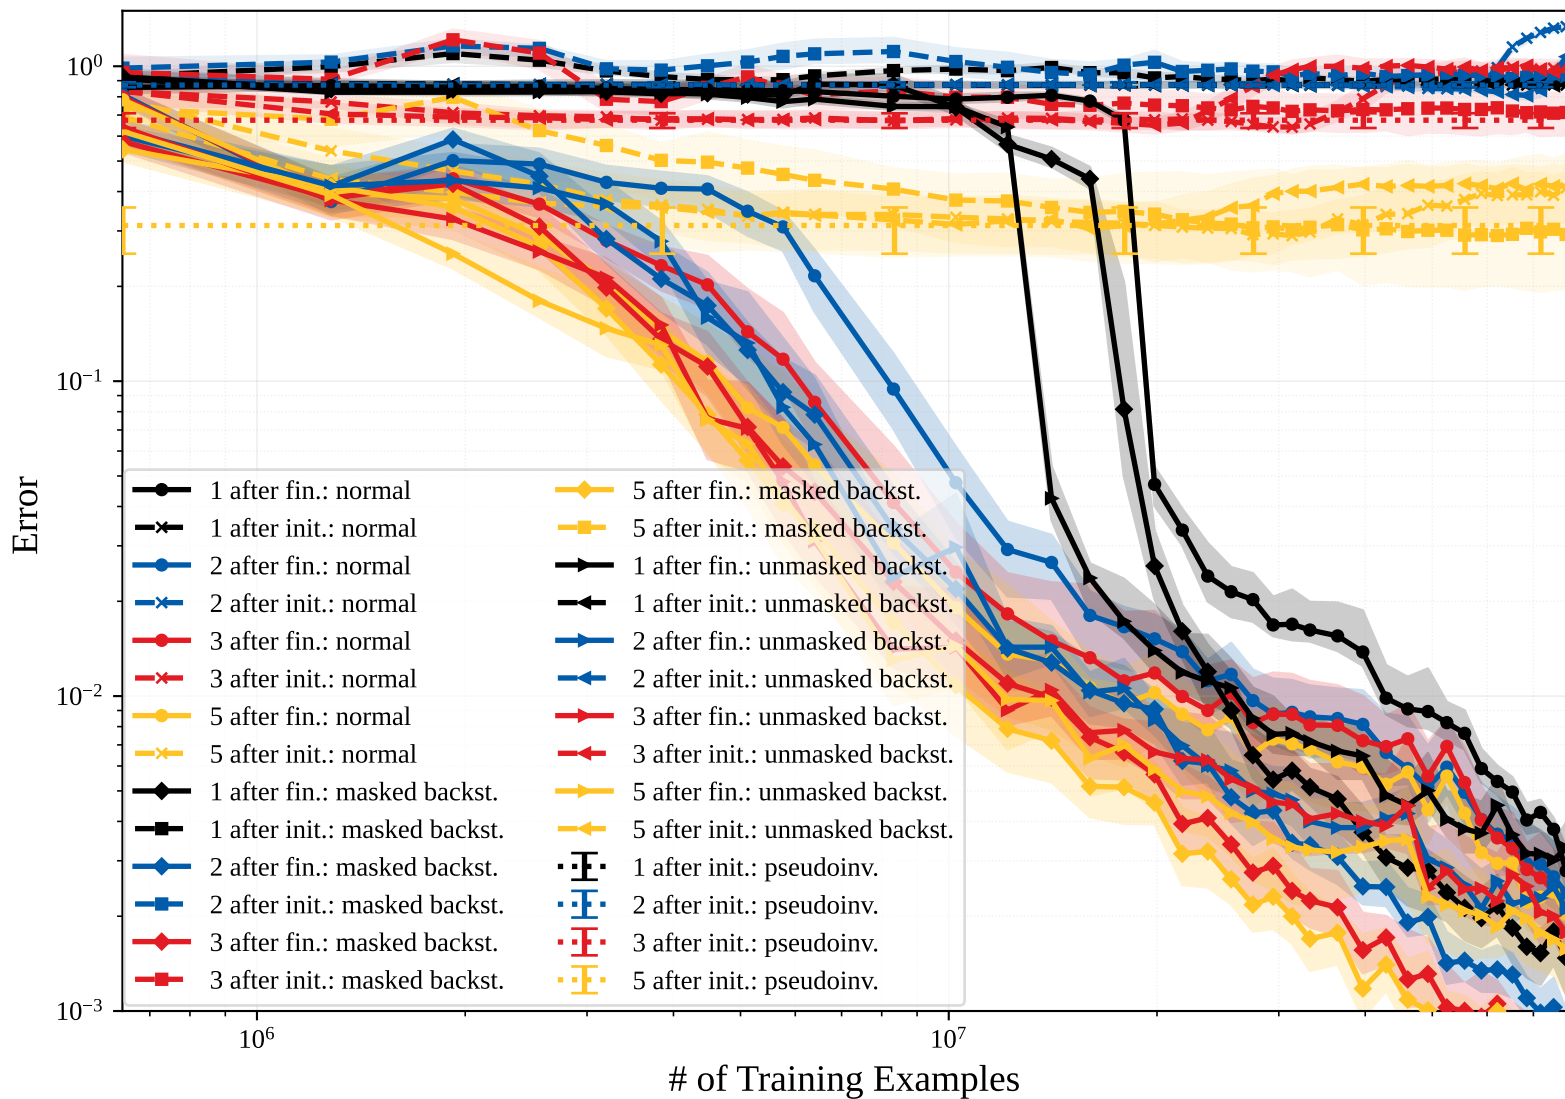 10⁰
10⁻¹
10⁻²
10⁻³
Error
1 after fin.: normal
1 after init.: normal
2 after fin.: normal
2 after init.: normal
3 after fin.: normal
3 after init.: normal
5 after fin.: normal
5 after init.: normal
1 after fin.: masked backst.
1 after init.: masked backst.
2 after fin.: masked backst.
2 after init.: masked backst.
3 after fin.: masked backst.
3 after init.: masked backst.
5 after fin.: masked backst.
5 after init.: masked backst.
1 after fin.: unmasked backst.
1 after init.: unmasked backst.
2 after fin.: unmasked backst.
2 after init.: unmasked backst.
3 after fin.: unmasked backst.
3 after init.: unmasked backst.
5 after fin.: unmasked backst.
5 after init.: unmasked backst.
1 after init.: pseudoinv.
2 after init.: pseudoinv.
3 after init.: pseudoinv.
5 after init.: pseudoinv.
10⁶
10⁷
# of Training Examples